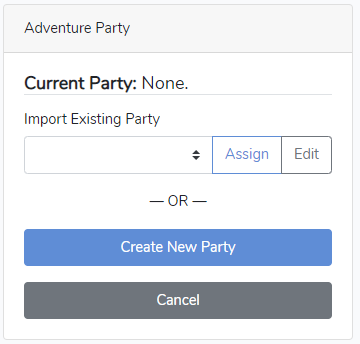 Adventure Party
Current Party: None.
Import Existing Party
Assign Edit
— OR —
Create New Party
Cancel